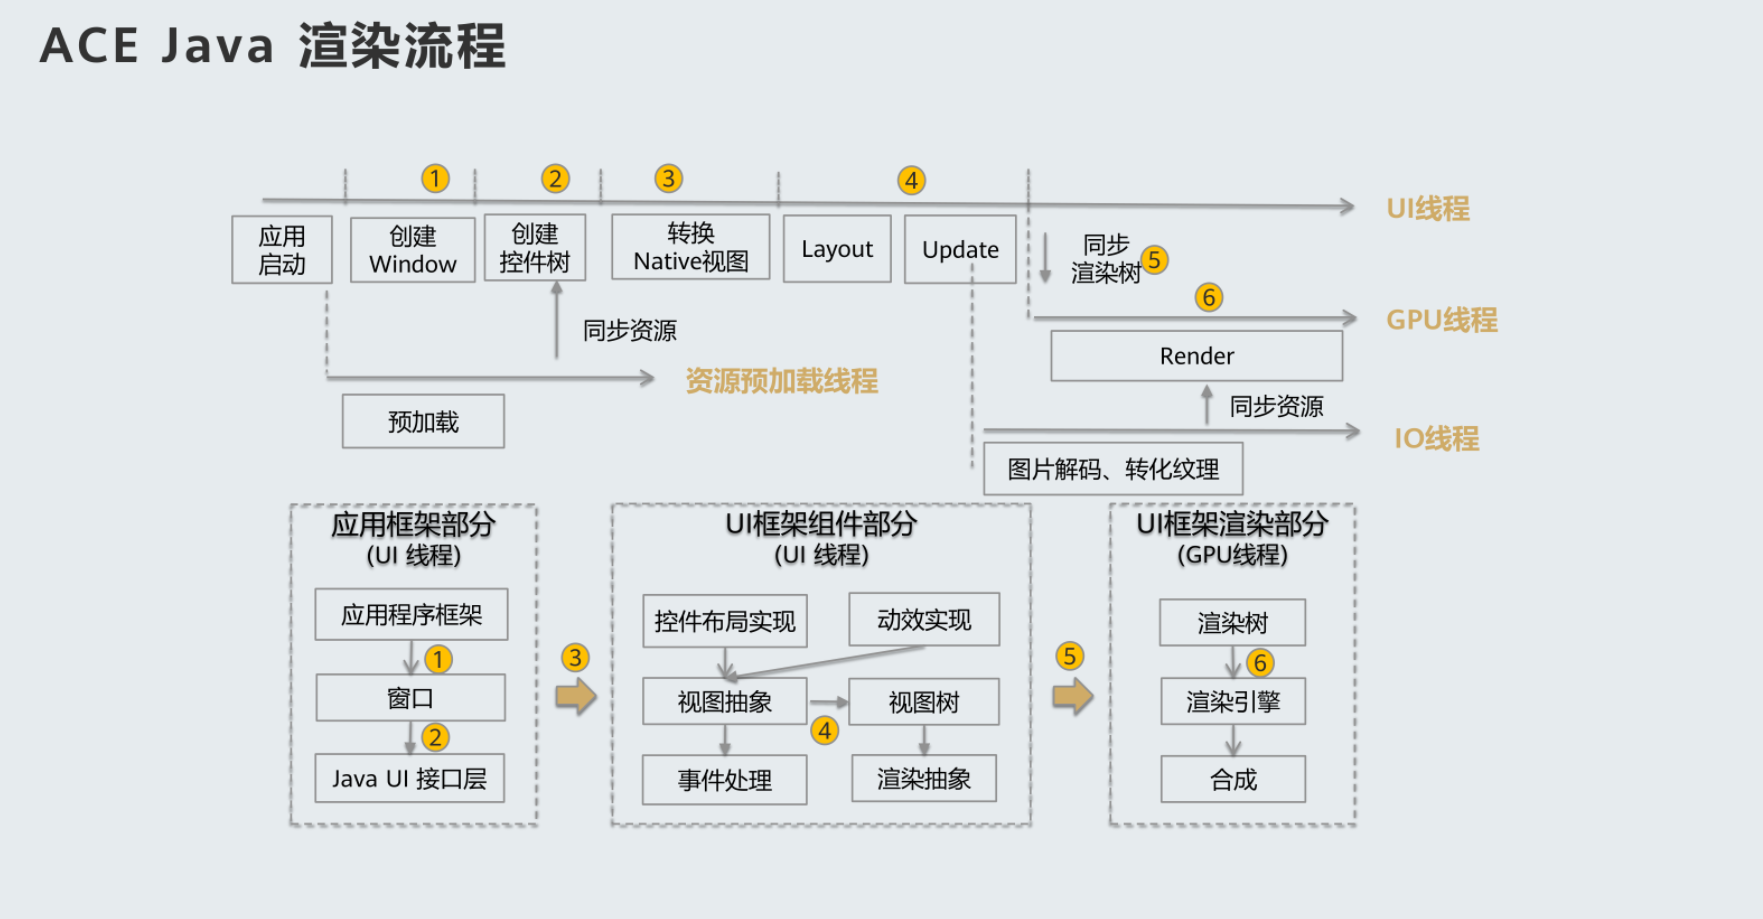 ACE Java 渲染流程
① ② ③ ④
UI线程
应用
启动
创建
Window
创建
控件树
转换
Native视图
Layout
Update
同步
渲染树⑤
⑥
GPU线程
同步资源
Render
资源预加载线程
预加载
同步资源
IO线程
图片解码、转化纹理
应用框架部分
(UI 线程)
应用程序框架
①
窗口
②
Java UI 接口层
③
UI框架组件部分
(UI 线程)
控件布局实现
动效实现
视图抽象
视图树
④
事件处理
渲染抽象
⑤
UI框架渲染部分
(GPU线程)
渲染树
⑥
渲染引擎
合成